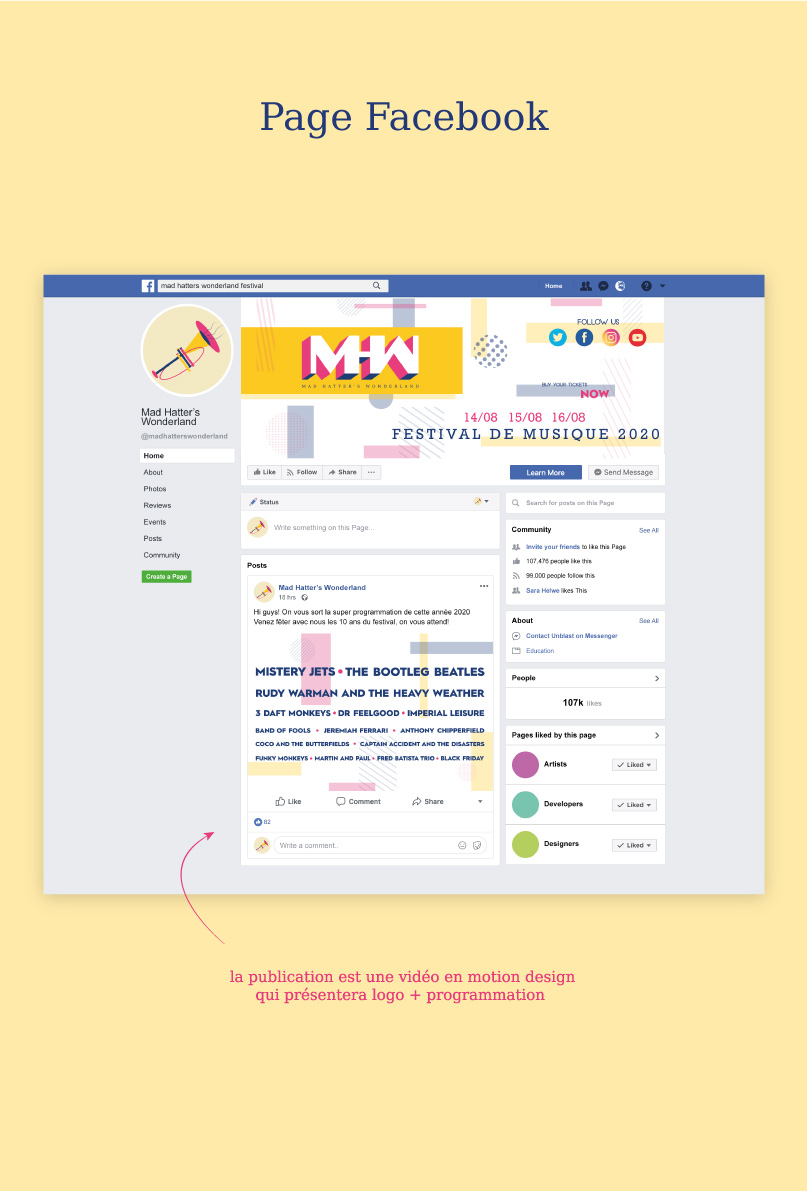 Page Facebook
mad hatters wonderland festival
Home
FOLLOW US
MHW
MAD HATTER'S WONDERLAND
BUY YOUR TICKETS
NOW
14/08 15/08 16/08
FESTIVAL DE MUSIQUE 2020
Mad Hatter's
Wonderland
@madhatterswonderland
Home
About
Photos
Reviews
Events
Posts
Community
Create a Page
Like Follow Share ...
Learn More
Send Message
Status
Write something on this Page...
Posts
Mad Hatter's Wonderland
18 hrs
Hi guys! On vous sort la super programmation de cette année 2020
Venez fêter avec nous les 10 ans du festival, on vous attend!
MISTERY JETS • THE BOOTLEG BEATLES
RUDY WARMAN AND THE HEAVY WEATHER
3 DAFT MONKEYS • DR FEELGOOD • IMPERIAL LEISURE
BAND OF FOOLS • JEREMIAH FERRARI • ANTHONY CHIPPERFIELD
COCO AND THE BUTTERFIELDS • CAPTAIN ACCIDENT AND THE DISASTERS
FUNKY MONKEYS • MARTIN AND PAUL • FRED BATISTA TRIO • BLACK FRIDAY
Like Comment Share
82
Write a comment..
Search for posts on this Page
Community See All
Invite your friends to like this Page
107,476 people like this
99.000 people follow this
Sara Helwe likes This
About See All
Contact Unblast on Messenger
Education
People
107k likes
Pages liked by this page
Artists Liked
Developers Liked
Designers Liked
la publication est une vidéo en motion design
qui présentera logo + programmation